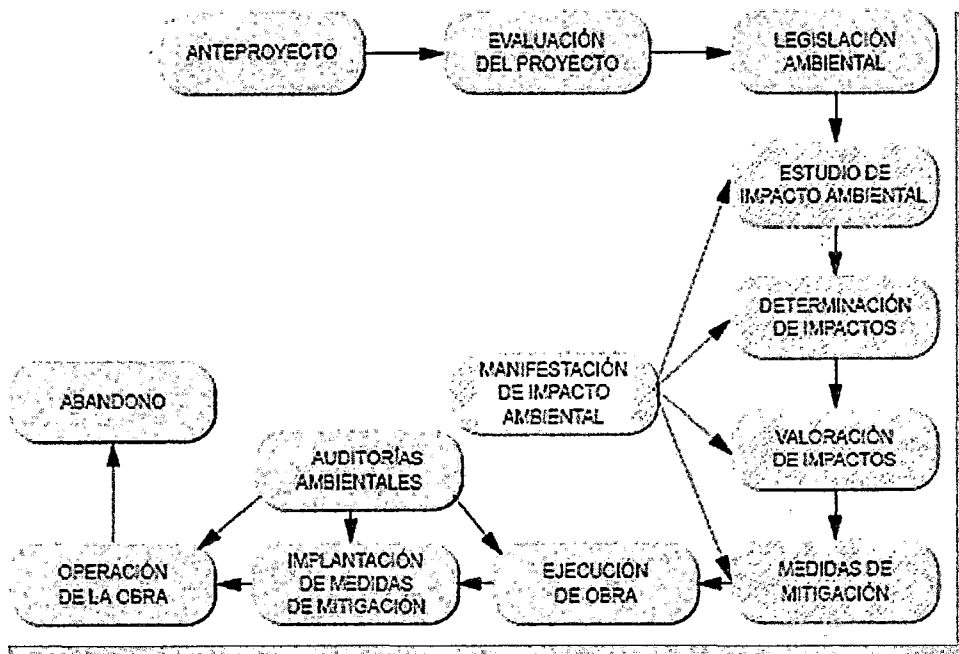 ANTEPROYECTO
EVALUACIÓN
DEL PROYECTO
LEGISLACIÓN
AMBIENTAL
ESTUDIO DE
IMPACTO AMBIENTAL
DETERMINACIÓN
DE IMPACTOS
MANIFESTACIÓN
DE IMPACTO
AMBIENTAL
ABANDONO
VALORACIÓN
DE IMPACTOS
AUDITORÍAS
AMBIENTALES
OPERACIÓN
DE LA OBRA
IMPLANTACIÓN
DE MEDIDAS
DE MITIGACIÓN
EJECUCIÓN
DE OBRA
MEDIDAS DE
MITIGACIÓN